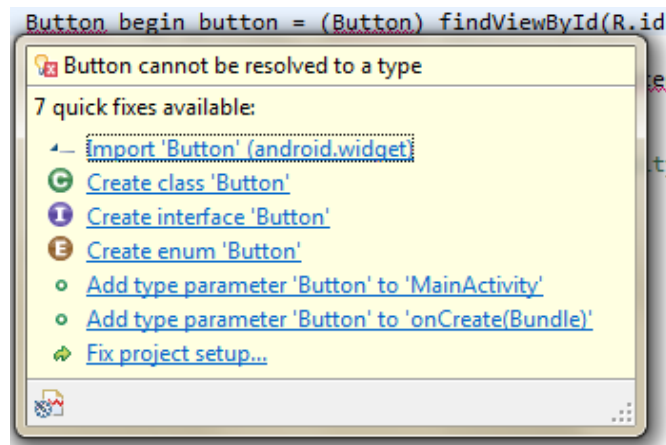 Button begin button = (Button) findViewById(R.id
Button cannot be resolved to a type
7 quick fixes available:
Import 'Button' (android.widget)
C Create class 'Button'
I Create interface 'Button'
E Create enum 'Button'
Add type parameter 'Button' to 'MainActivity'
Add type parameter 'Button' to 'onCreate(Bundle)'
Fix project setup...